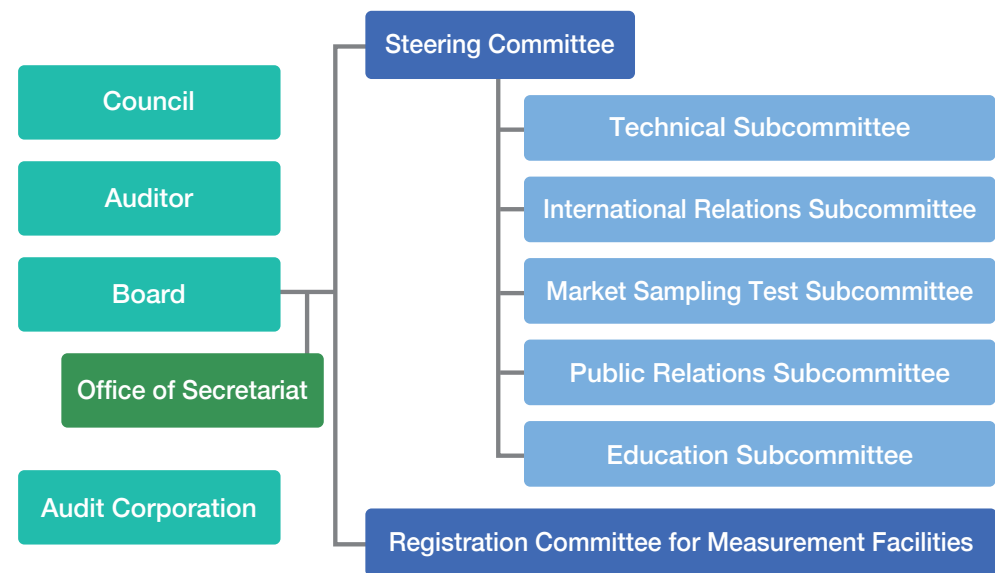 Council
Auditor
Board
Office of Secretariat
Audit Corporation
Steering Committee
Technical Subcommittee
International Relations Subcommittee
Market Sampling Test Subcommittee
Public Relations Subcommittee
Education Subcommittee
Registration Committee for Measurement Facilities